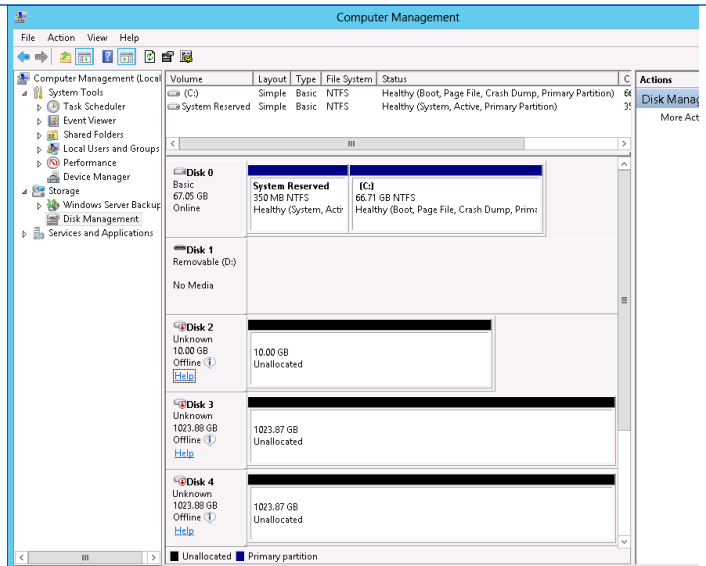 Computer Management
File Action View Help
Computer Management (Local
System Tools
Task Scheduler
Event Viewer
Shared Folders
Local Users and Groups
Performance
Device Manager
Storage
Windows Server Backup
Disk Management
Services and Applications
Volume Layout Type File System Status C
(C:) Simple Basic NTFS Healthy (Boot, Page File, Crash Dump, Primary Partition) 66
System Reserved Simple Basic NTFS Healthy (System, Active, Primary Partition) 35
Disk 0
Basic
67.05 GB
Online
System Reserved
350 MB NTFS
Healthy (System, Acti
(C:)
66.71 GB NTFS
Healthy (Boot, Page File, Crash Dump, Prima
Disk 1
Removable (D:)
No Media
Disk 2
Unknown
10.00 GB
Offline
Help
10.00 GB
Unallocated
Disk 3
Unknown
1023.88 GB
Offline
Help
1023.87 GB
Unallocated
Disk 4
Unknown
1023.88 GB
Offline
Help
1023.87 GB
Unallocated
Unallocated Primary partition
Actions
Disk Manag
More Act